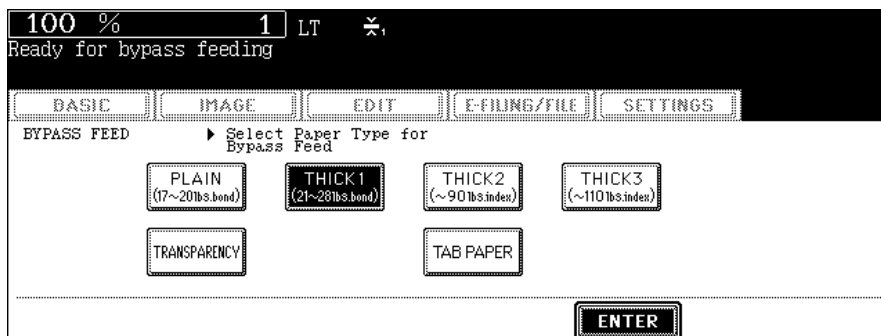 100 % 1 LT 1
Ready for bypass feeding
BASIC IMAGE EDIT E-FILING/FILE SETTINGS
BYPASS FEED Select Paper Type for
Bypass Feed
PLAIN THICK1 THICK2 THICK3
(17~20lbs.bond) (21~28lbs.bond) (~90lbs.index) (~110lbs.index)
TRANSPARENCY TAB PAPER
ENTER